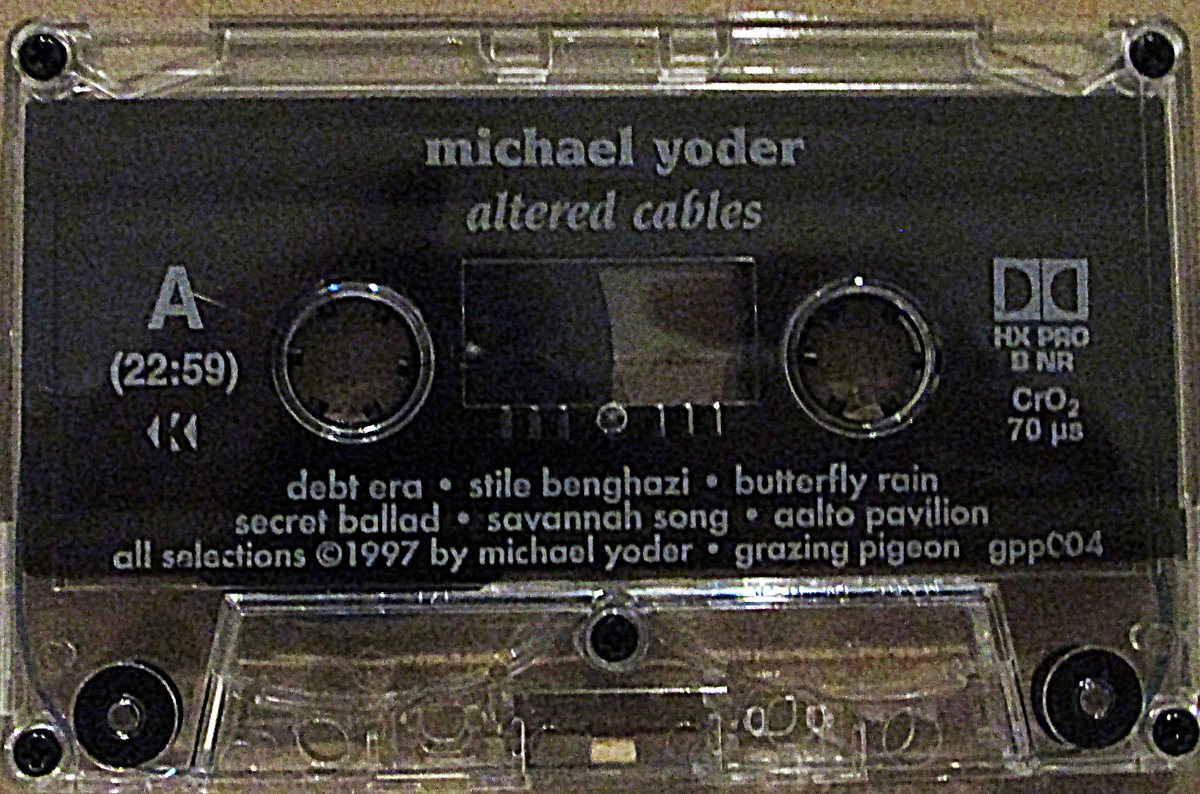 michael yoder
altered cables
A
(22:59)
HX PRO
B NR
CrO₂
70 µs
debt era • stile benghazi • butterfly rain
secret ballad • savannah song • aalto pavilion
all selections ©1997 by michael yoder • grazing pigeon gpp004